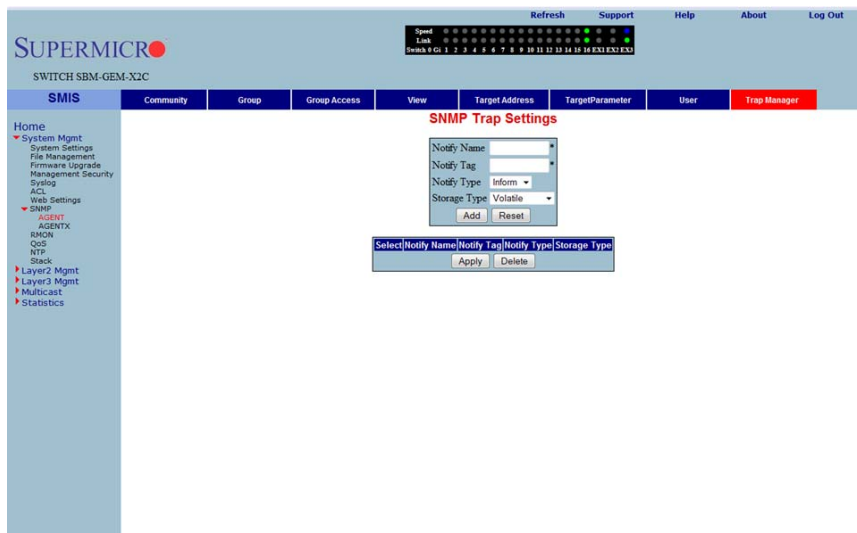 Refresh Support Help About Log Out
SUPERMICRO
SWITCH SBM-GEM-X2C
Speed
Link
Switch 0 Gi 1 2 3 4 5 6 7 8 9 10 11 12 13 14 15 16 EX1 EX2 EX3
SMIS
Community Group Group Access View Target Address TargetParameter User Trap Manager
Home
System Mgmt
System Settings
File Management
Firmware Upgrade
Management Security
Syslog
ACL
Web Settings
SNMP
AGENT
AGENTX
RMON
QoS
NTP
Stack
Layer2 Mgmt
Layer3 Mgmt
Multicast
Statistics
SNMP Trap Settings
Notify Name *
Notify Tag *
Notify Type Inform
Storage Type Volatile
Add Reset
Select Notify Name Notify Tag Notify Type Storage Type
Apply Delete